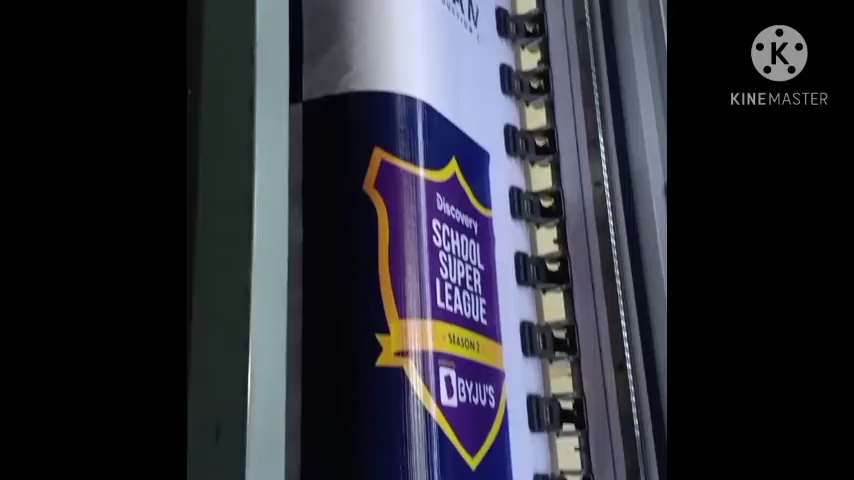 Discovery
SCHOOL
SUPER
LEAGUE
SEASON 2
BYJU'S
KINEMASTER